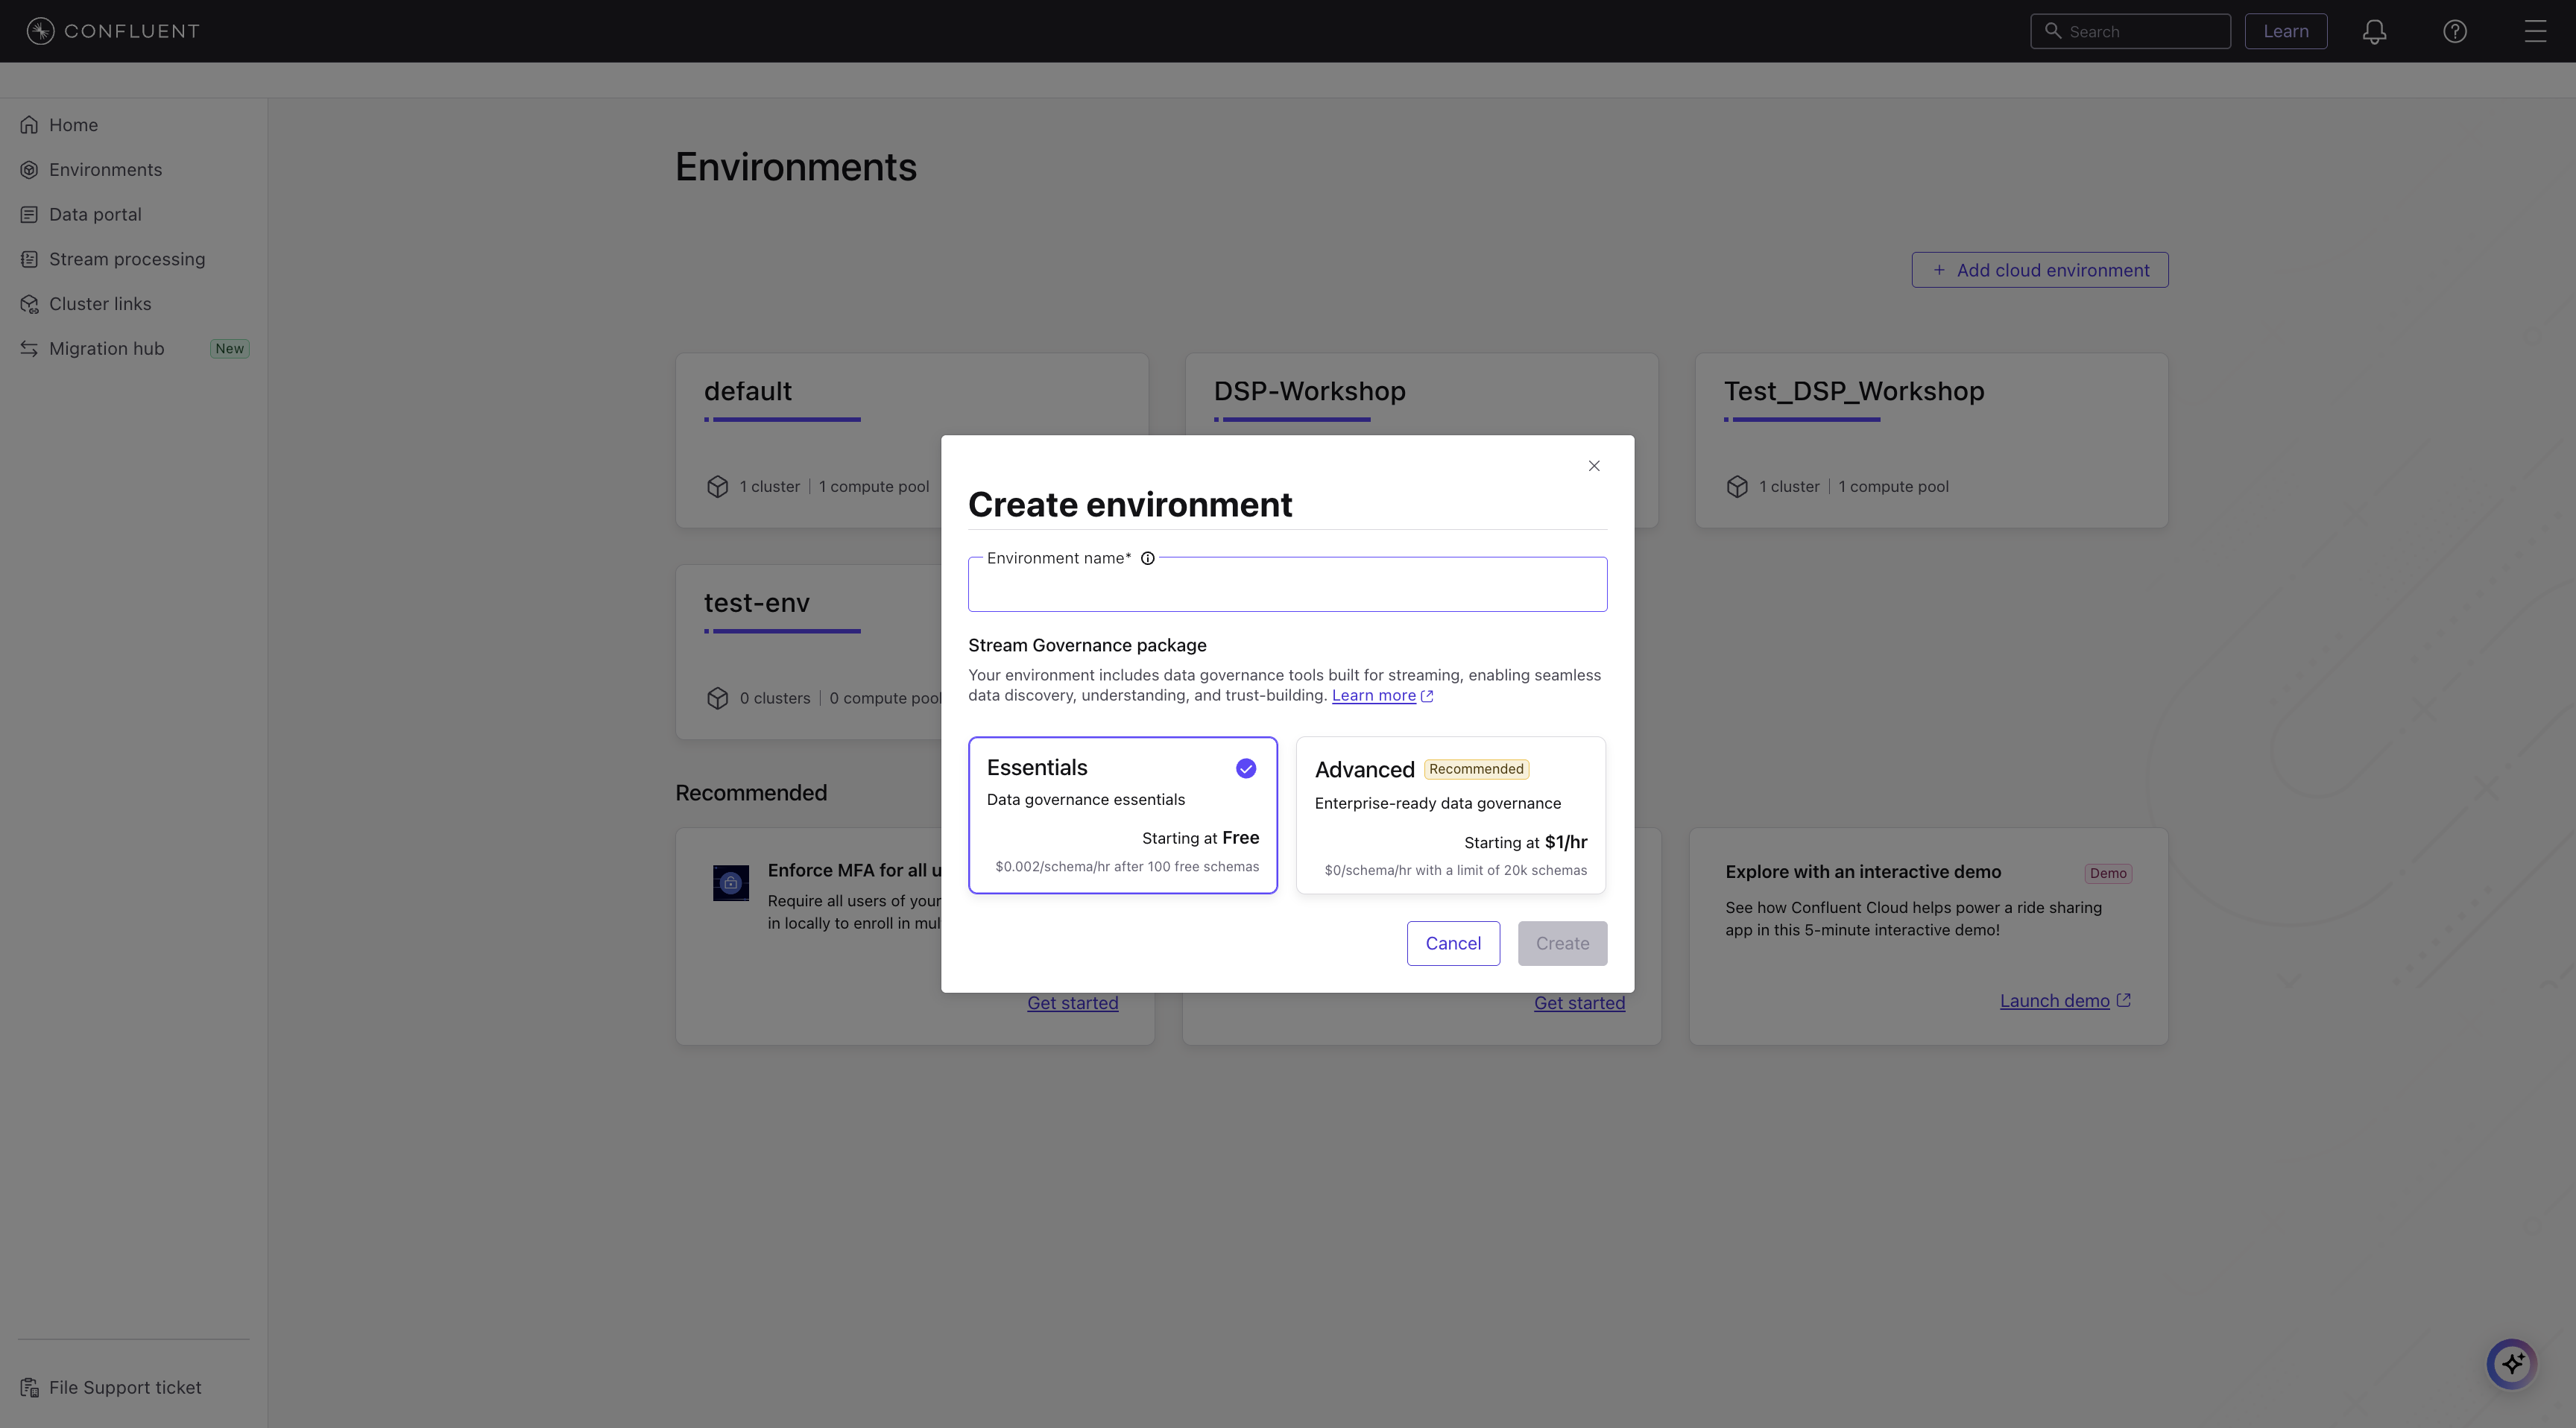 CONFLUENT
Search
Learn
Home
Environments
Data portal
Stream processing
Cluster links
Migration hub New
File Support ticket
Environments
+ Add cloud environment
default
1 cluster | 1 compute pool
DSP-Workshop
Test_DSP_Workshop
1 cluster | 1 compute pool
test-env
0 clusters | 0 compute pool
Create environment
Environment name*
Stream Governance package
Your environment includes data governance tools built for streaming, enabling seamless
data discovery, understanding, and trust-building. Learn more
Essentials
Data governance essentials
Starting at Free
$0.002/schema/hr after 100 free schemas
Advanced Recommended
Enterprise-ready data governance
Starting at $1/hr
$0/schema/hr with a limit of 20k schemas
Cancel
Create
Recommended
Enforce MFA for all u
Require all users of your
in locally to enroll in mul
Get started
Get started
Explore with an interactive demo Demo
See how Confluent Cloud helps power a ride sharing
app in this 5-minute interactive demo!
Launch demo